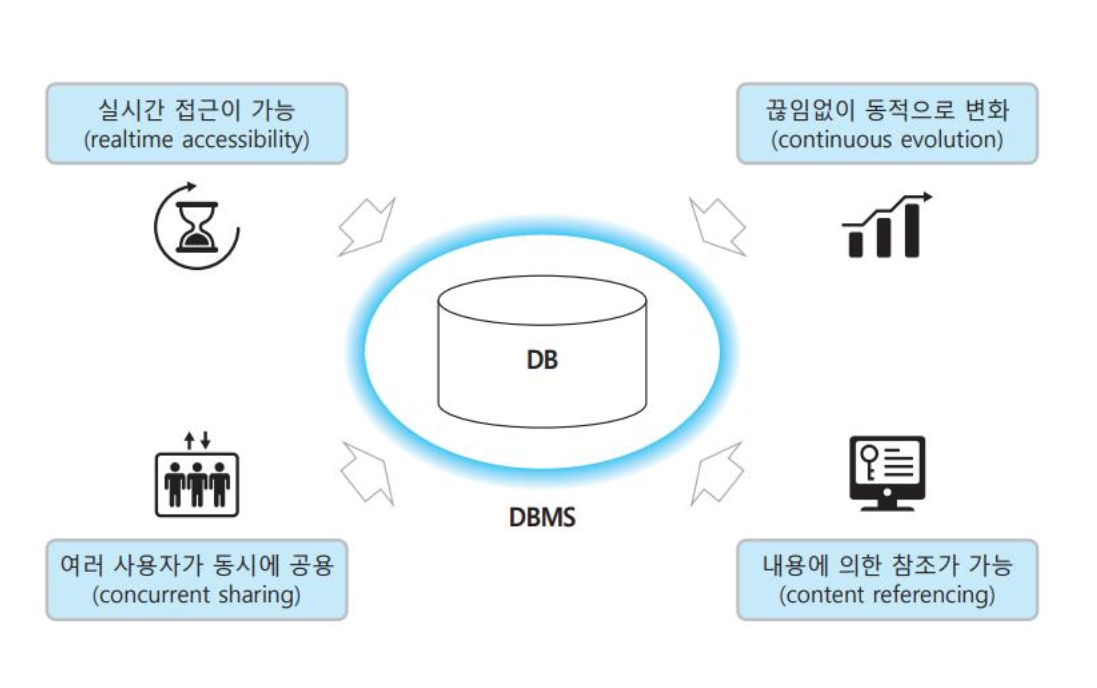 실시간 접근이 가능
(realtime accessibility)
끊임없이 동적으로 변화
(continuous evolution)
DB
DBMS
여러 사용자가 동시에 공용
(concurrent sharing)
내용에 의한 참조가 가능
(content referencing)